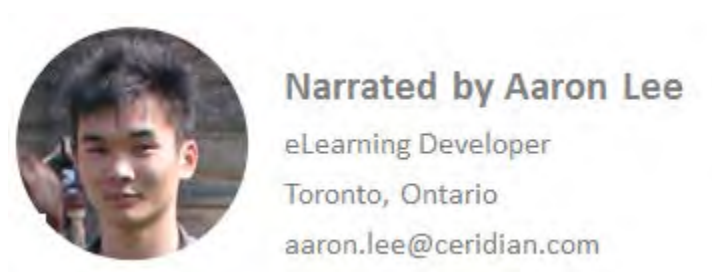 Narrated by Aaron Lee
eLearning Developer
Toronto, Ontario
aaron.lee@ceridian.com